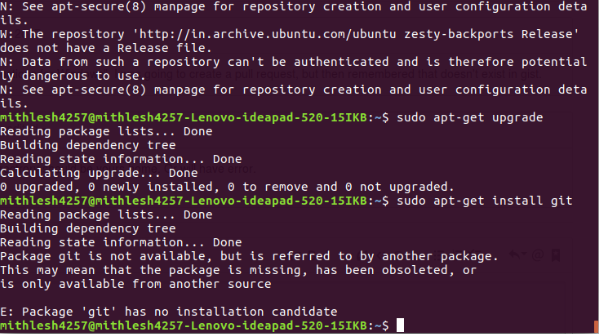 N: See apt-secure(8) manpage for repository creation and user configuration deta
ils.
W: The repository 'http://in.archive.ubuntu.com/ubuntu zesty-backports Release'
does not have a Release file.
N: Data from such a repository can't be authenticated and is therefore potential
ly dangerous to use.
N: See apt-secure(8) manpage for repository creation and user configuration deta
ils.
mithlesh4257@mithlesh4257-Lenovo-ideapad-520-15IKB:~$ sudo apt-get upgrade
Reading package lists... Done
Building dependency tree
Reading state information... Done
Calculating upgrade... Done
0 upgraded, 0 newly installed, 0 to remove and 0 not upgraded.
mithlesh4257@mithlesh4257-Lenovo-ideapad-520-15IKB:~$ sudo apt-get install git
Reading package lists... Done
Building dependency tree
Reading state information... Done
Package git is not available, but is referred to by another package.
This may mean that the package is missing, has been obsoleted, or
is only available from another source

E: Package 'git' has no installation candidate
mithlesh4257@mithlesh4257-Lenovo-ideapad-520-15IKB:~$